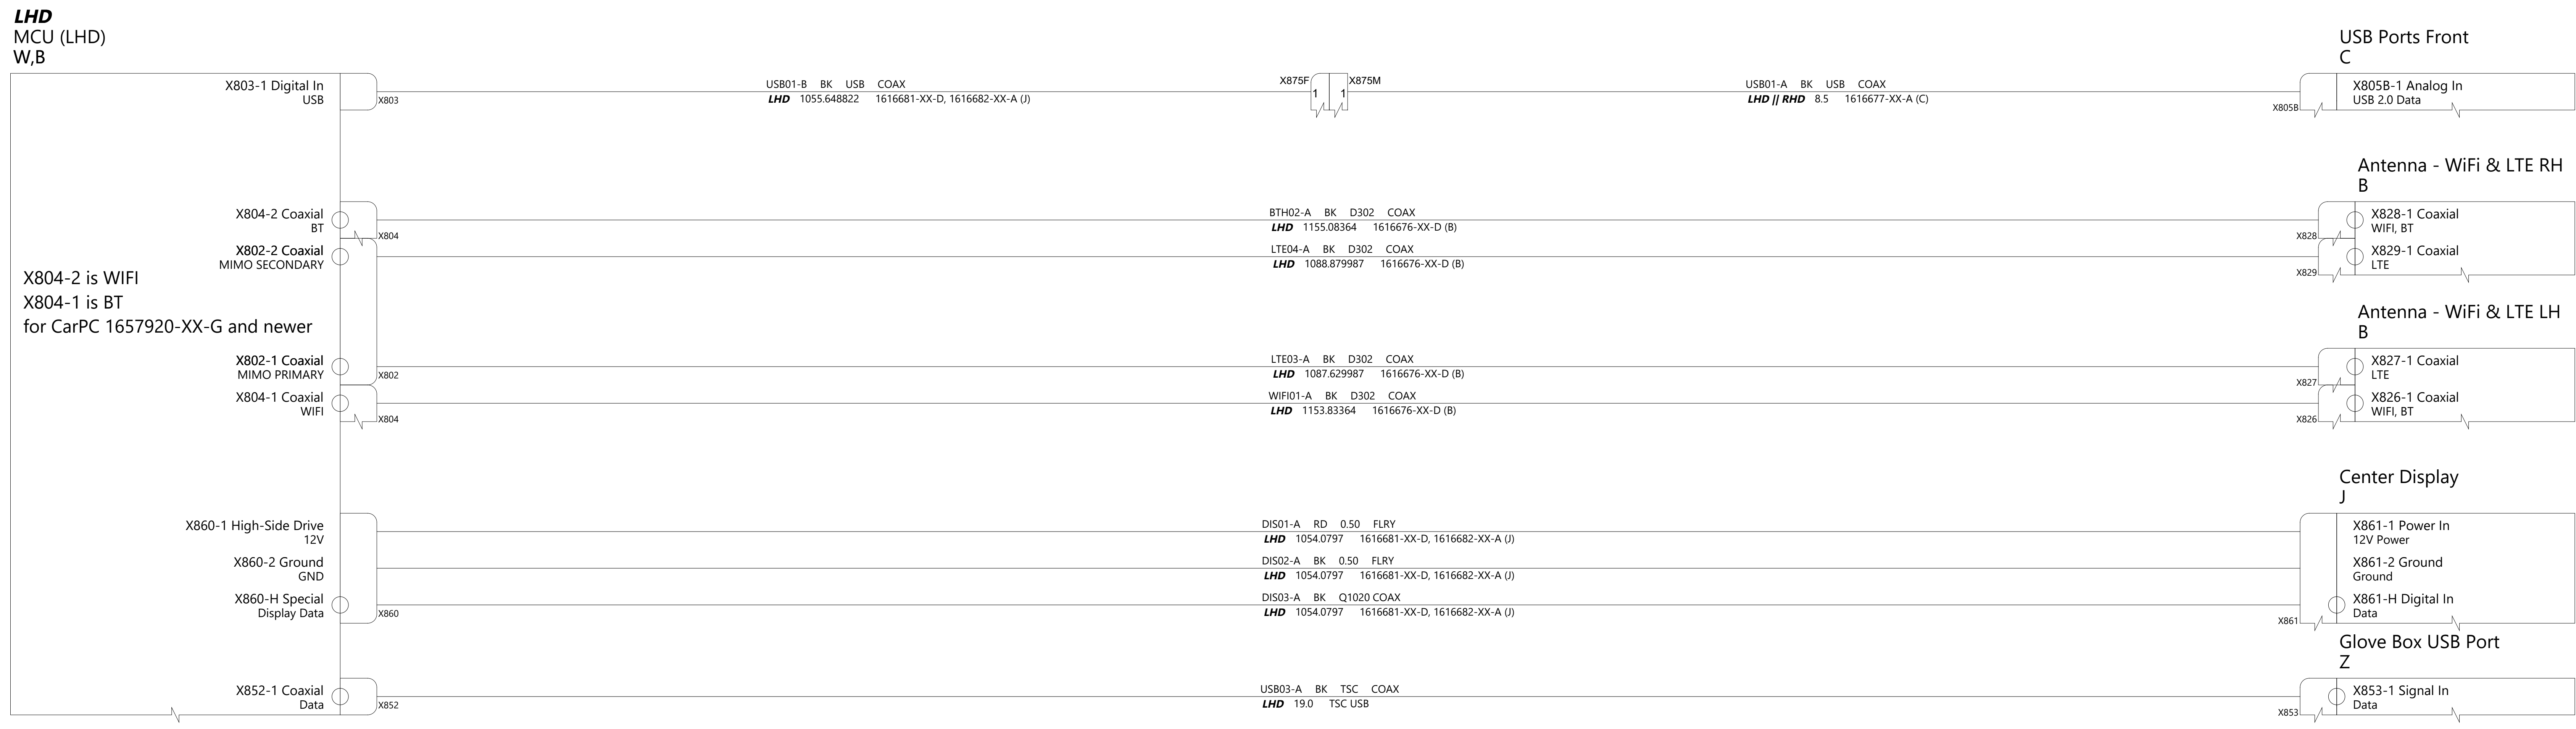 LHD
MCU (LHD)
W,B
USB Ports Front
C
X803-1 Digital In
USB
X803
USB01-B BK USB COAX
LHD 1055.648822 1616681-XX-D, 1616682-XX-A (J)
X875F
X875M
1 1
USB01-A BK USB COAX
LHD || RHD 8.5 1616677-XX-A (C)
X805B
X805B-1 Analog In
USB 2.0 Data
Antenna - WiFi & LTE RH
B
X804-2 Coaxial
BT
X804
BTH02-A BK D302 COAX
LHD 1155.08364 1616676-XX-D (B)
X828
X828-1 Coaxial
WIFI, BT
X802-2 Coaxial
MIMO SECONDARY
LTE04-A BK D302 COAX
LHD 1088.879987 1616676-XX-D (B)
X829
X829-1 Coaxial
LTE
X804-2 is WIFI
X804-1 is BT
for CarPC 1657920-XX-G and newer
Antenna - WiFi & LTE LH
B
X802-1 Coaxial
MIMO PRIMARY
X802
LTE03-A BK D302 COAX
LHD 1087.629987 1616676-XX-D (B)
X827
X827-1 Coaxial
LTE
X804-1 Coaxial
WIFI
X804
WIFI01-A BK D302 COAX
LHD 1153.83364 1616676-XX-D (B)
X826
X826-1 Coaxial
WIFI, BT
Center Display
J
X860-1 High-Side Drive
12V
DIS01-A RD 0.50 FLRY
LHD 1054.0797 1616681-XX-D, 1616682-XX-A (J)
X861-1 Power In
12V Power
X860-2 Ground
GND
DIS02-A BK 0.50 FLRY
LHD 1054.0797 1616681-XX-D, 1616682-XX-A (J)
X861-2 Ground
Ground
X860-H Special
Display Data
X860
DIS03-A BK Q1020 COAX
LHD 1054.0797 1616681-XX-D, 1616682-XX-A (J)
X861
X861-H Digital In
Data
Glove Box USB Port
Z
X852-1 Coaxial
Data
X852
USB03-A BK TSC COAX
LHD 19.0 TSC USB
X853
X853-1 Signal In
Data